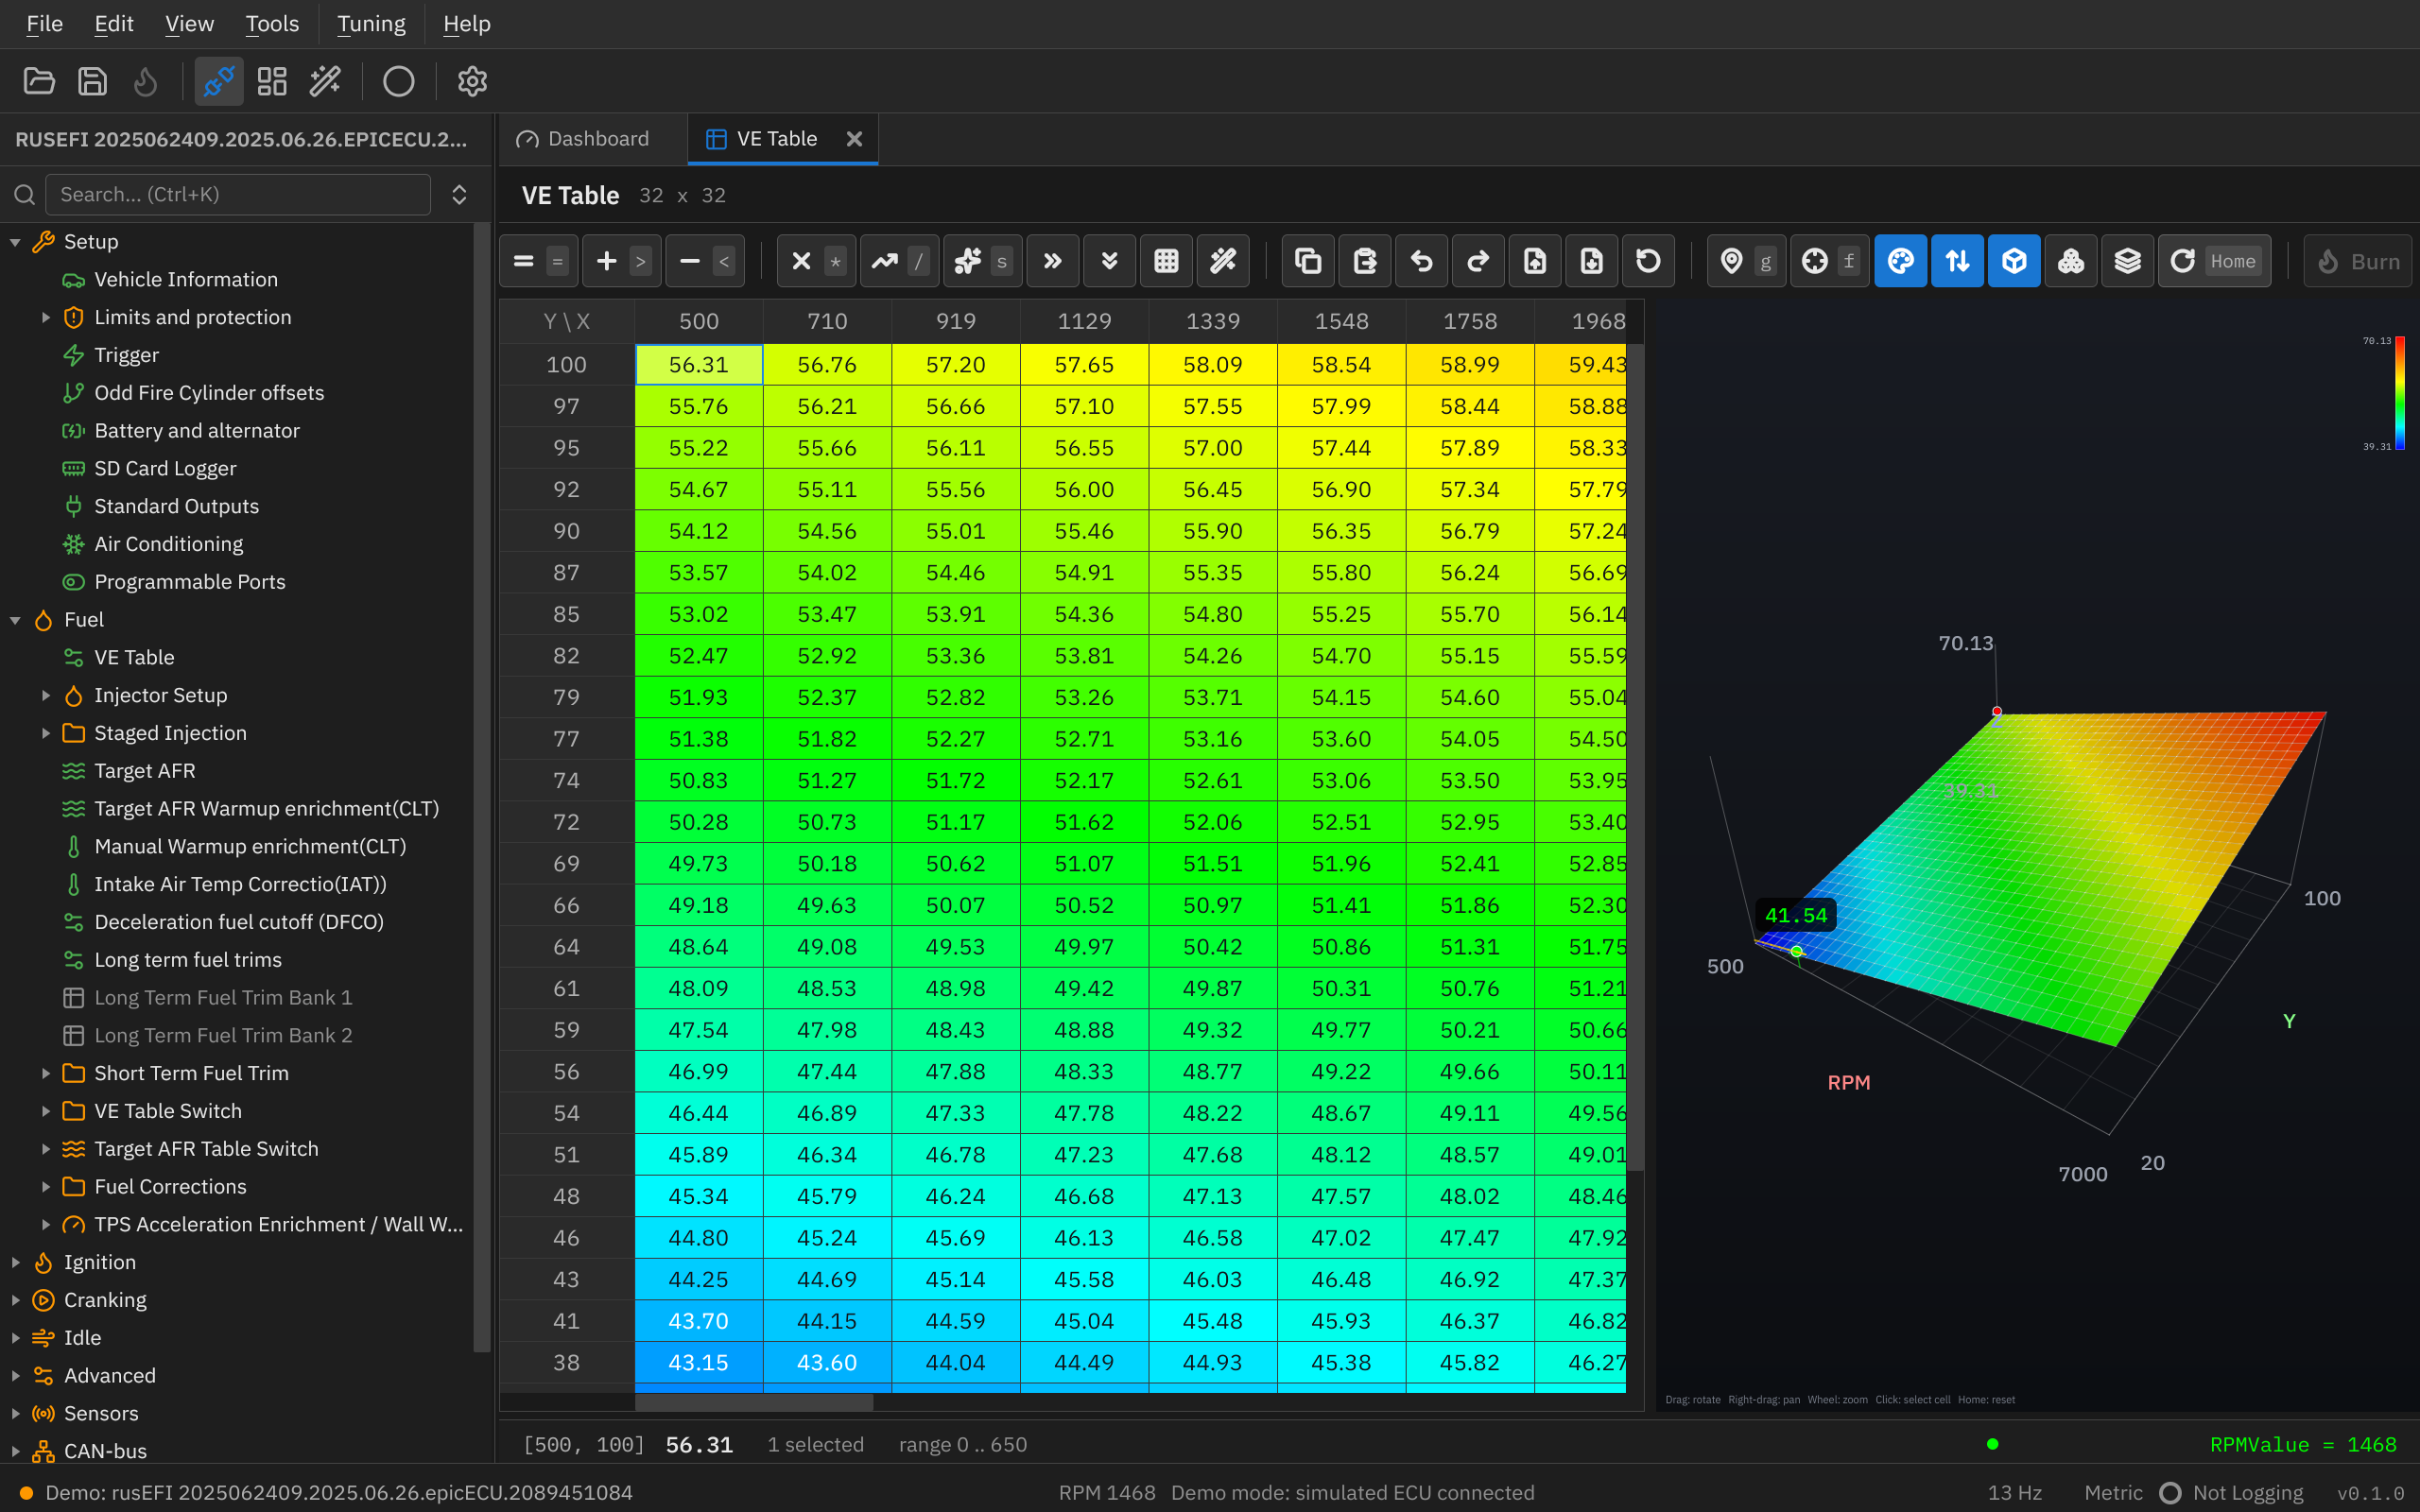 File Edit View Tools Tuning Help
RUSEFI 2025062409.2025.06.26.EPICECU.2...
Search... (Ctrl+K)
Setup
Vehicle Information
Limits and protection
Trigger
Odd Fire Cylinder offsets
Battery and alternator
SD Card Logger
Standard Outputs
Air Conditioning
Programmable Ports
Fuel
VE Table
Injector Setup
Staged Injection
Target AFR
Target AFR Warmup enrichment(CLT)
Manual Warmup enrichment(CLT)
Intake Air Temp Correctio(IAT))
Deceleration fuel cutoff (DFCO)
Long term fuel trims
Long Term Fuel Trim Bank 1
Long Term Fuel Trim Bank 2
Short Term Fuel Trim
VE Table Switch
Target AFR Table Switch
Fuel Corrections
TPS Acceleration Enrichment / Wall W...
Ignition
Cranking
Idle
Advanced
Sensors
CAN-bus
Dashboard VE Table
VE Table 32 x 32
= > < * / s g f Home Burn
Y \ X 500 710 919 1129 1339 1548 1758 1968
100 56.31 56.76 57.20 57.65 58.09 58.54 58.99 59.43
97 55.76 56.21 56.66 57.10 57.55 57.99 58.44 58.88
95 55.22 55.66 56.11 56.55 57.00 57.44 57.89 58.33
92 54.67 55.11 55.56 56.00 56.45 56.90 57.34 57.79
90 54.12 54.56 55.01 55.46 55.90 56.35 56.79 57.24
87 53.57 54.02 54.46 54.91 55.35 55.80 56.24 56.69
85 53.02 53.47 53.91 54.36 54.80 55.25 55.70 56.14
82 52.47 52.92 53.36 53.81 54.26 54.70 55.15 55.59
79 51.93 52.37 52.82 53.26 53.71 54.15 54.60 55.04
77 51.38 51.82 52.27 52.71 53.16 53.60 54.05 54.50
74 50.83 51.27 51.72 52.17 52.61 53.06 53.50 53.95
72 50.28 50.73 51.17 51.62 52.06 52.51 52.95 53.40
69 49.73 50.18 50.62 51.07 51.51 51.96 52.41 52.85
66 49.18 49.63 50.07 50.52 50.97 51.41 51.86 52.30
64 48.64 49.08 49.53 49.97 50.42 50.86 51.31 51.75
61 48.09 48.53 48.98 49.42 49.87 50.31 50.76 51.21
59 47.54 47.98 48.43 48.88 49.32 49.77 50.21 50.66
56 46.99 47.44 47.88 48.33 48.77 49.22 49.66 50.11
54 46.44 46.89 47.33 47.78 48.22 48.67 49.11 49.56
51 45.89 46.34 46.78 47.23 47.68 48.12 48.57 49.01
48 45.34 45.79 46.24 46.68 47.13 47.57 48.02 48.46
46 44.80 45.24 45.69 46.13 46.58 47.02 47.47 47.92
43 44.25 44.69 45.14 45.58 46.03 46.48 46.92 47.37
41 43.70 44.15 44.59 45.04 45.48 45.93 46.37 46.82
38 43.15 43.60 44.04 44.49 44.93 45.38 45.82 46.27
70.13
39.31
70.13
Z
39.31
41.54
100
500
Y
RPM
20
7000
Drag: rotate Right-drag: pan Wheel: zoom Click: select cell Home: reset
[500, 100] 56.31 1 selected range 0 .. 650 RPMValue = 1468
Demo: rusEFI 2025062409.2025.06.26.epicECU.2089451084 RPM 1468 Demo mode: simulated ECU connected 13 Hz Metric Not Logging v0.1.0